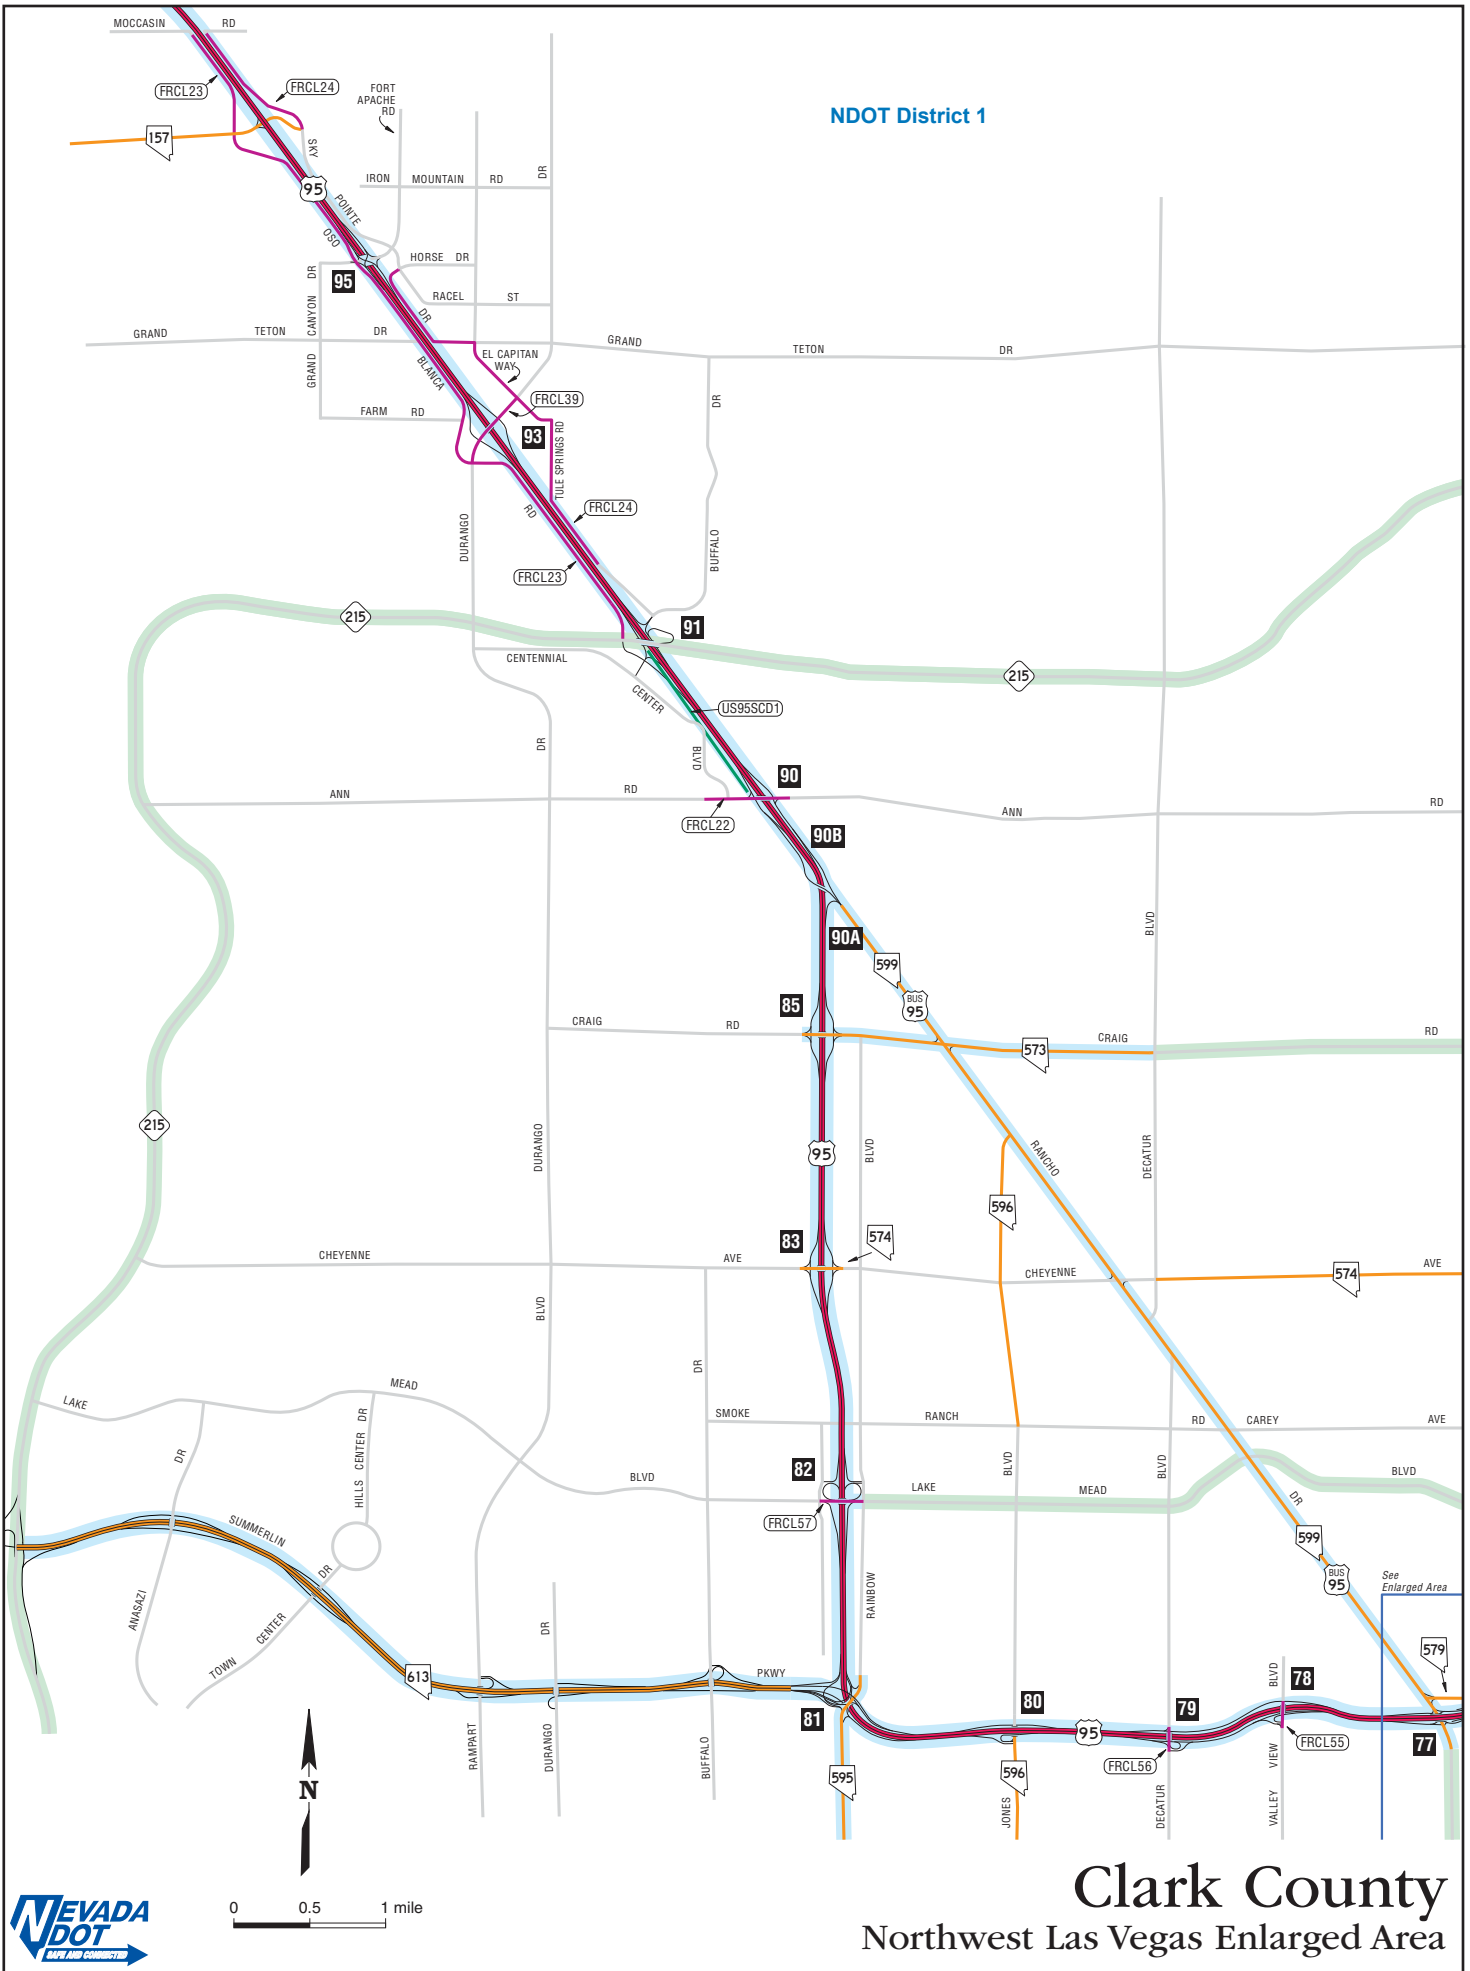 MOCCASIN RD
FRCL23
FRCL24
FORT
APACHE
RD
NDOT District 1
157
SKY
DR
IRON MOUNTAIN RD
95
POINTE
OSO
HORSE DR
DR
95
RACEL ST
CANYON
DR
GRAND TETON DR
GRAND
TETON
DR
EL CAPITAN
WAY
BLANCA
GRAND
FRCL39
DR
FARM RD
93
TULE SPRINGS RD
FRCL24
RD
DURANGO
BUFFALO
FRCL23
215
91
CENTENNIAL
215
CENTER
US95SCD1
DR
BLVD
90
ANN
RD
ANN
RD
FRCL22
90B
BLVD
90A
599
85
BUS
95
CRAIG
RD
CRAIG
RD
573
215
DURANGO
95
BLVD
RANCHO
DECATUR
596
83
574
CHEYENNE
AVE
CHEYENNE
574
AVE
BLVD
DR
LAKE
MEAD
SMOKE
RANCH
RD
CAREY
AVE
HILLS CENTER DR
DR
82
BLVD
BLVD
BLVD
BLVD
LAKE
MEAD
DR
FRCL57
SUMMERLIN
599
BUS
95
See
Enlarged Area
DR
ANASAZI
RAINBOW
CENTER
DR
TOWN
613
PKWY
579
BLVD
78
81
80
95
79
77
RAMPART
DURANGO
BUFFALO
FRCL55
FRCL56
VIEW
595
596
JONES
DECATUR
VALLEY
N
Clark County
Northwest Las Vegas Enlarged Area
0 0.5 1 mile
NEVADA
DOT
SAFE AND CONNECTED